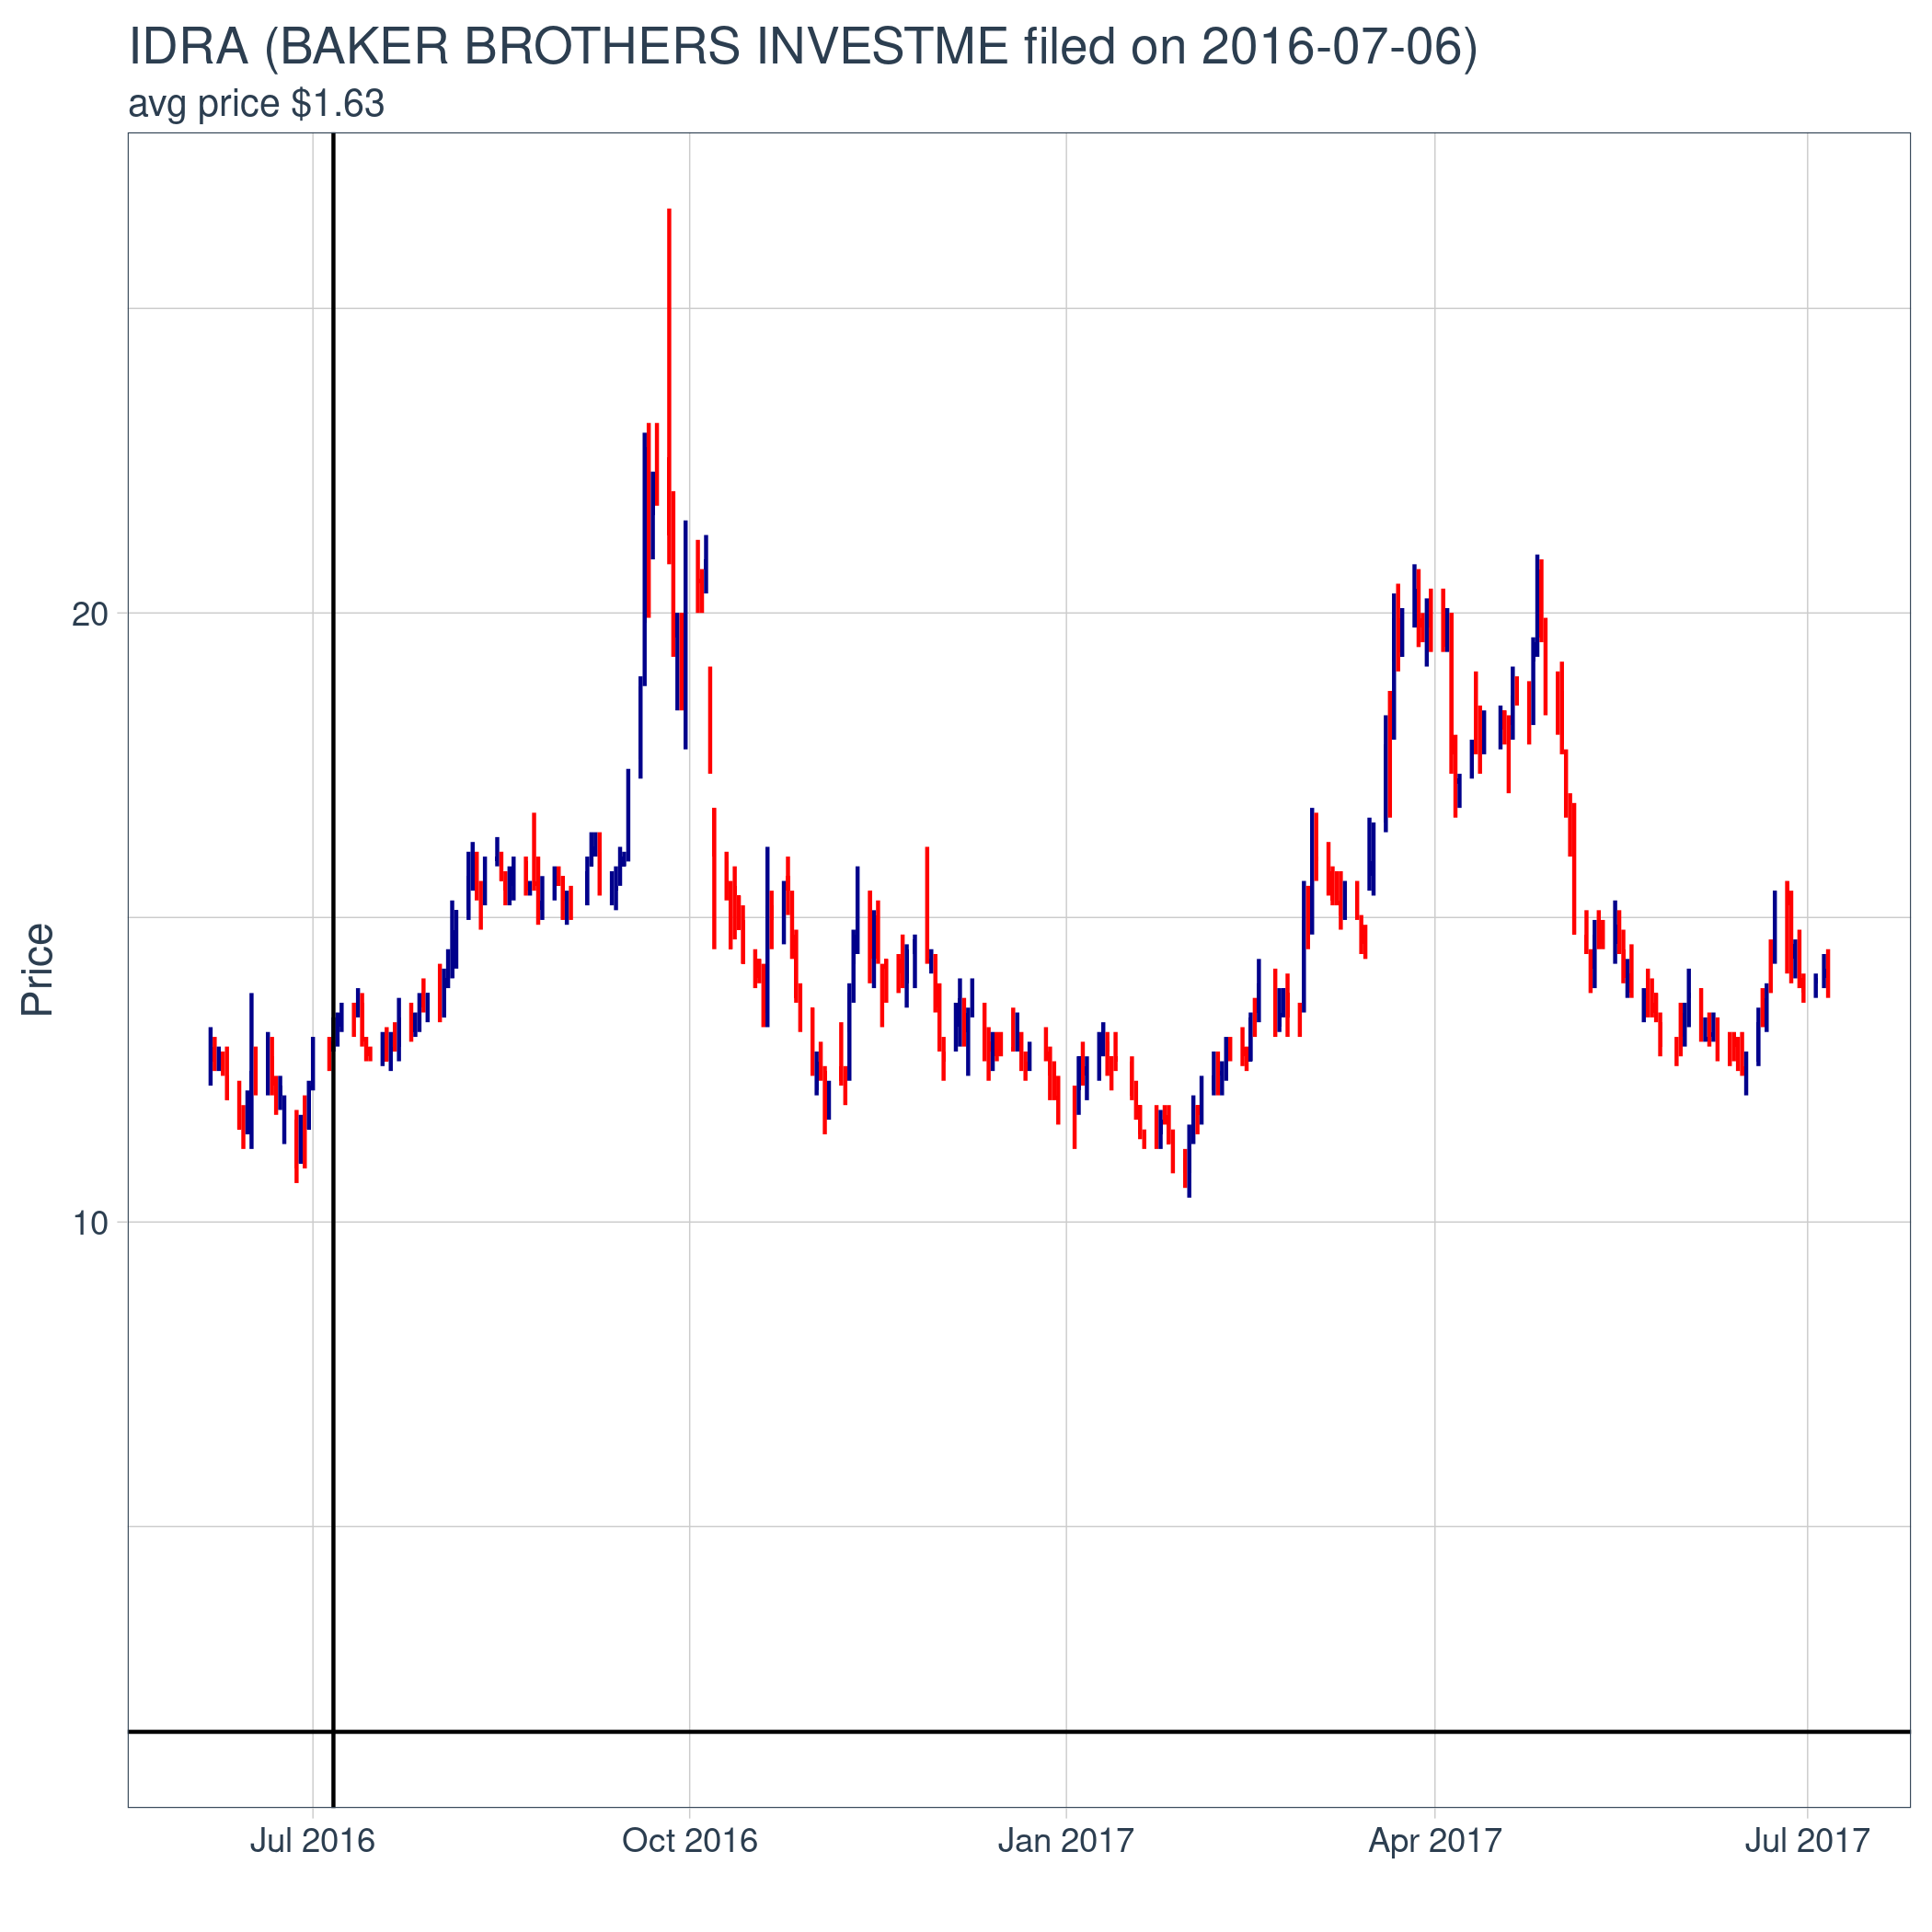 IDRA (BAKER BROTHERS INVESTME filed on 2016-07-06)
avg price $1.63
Price
20
10
Jul 2016
Oct 2016
Jan 2017
Apr 2017
Jul 2017